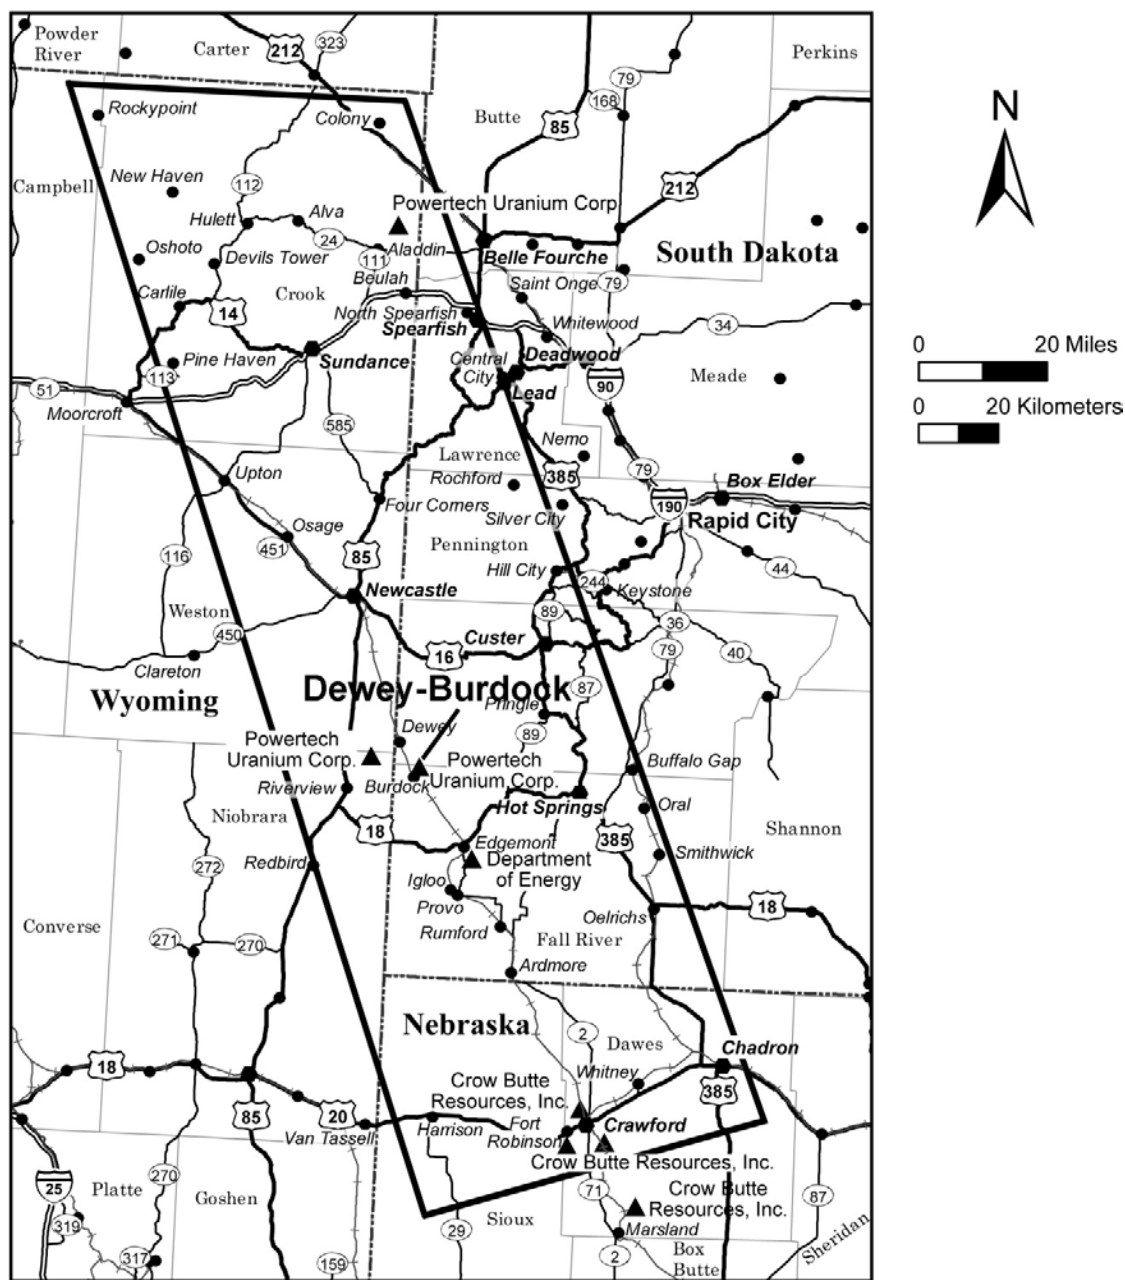 Powder
River
Carter
212
323
Perkins
79
168
Butte
85
Rockypoint
Colony
N
Campbell
New Haven
112
212
Powertech Uranium Corp.
Hulett
Alva
24
Aladdin
South Dakota
Oshoto
Devils Tower
111
Belle Fourche
Beulah
Saint Onge
79
Carlile
Crook
14
North Spearfish
Spearfish
Whitewood
34
0 20 Miles
Pine Haven
Sundance
Central
City
Deadwood
Meade
113
51
90
Lead
0 20 Kilometers
Moorcroft
585
Nemo
Lawrence
79
Upton
Rochford
385
Box Elder
Four Corners
Silver City
190
Rapid City
Osage
451
Pennington
116
85
Hill City
44
244
Keystone
Newcastle
Weston
89
36
450
Custer
16
79
40
Clareton
Wyoming
Dewey-Burdock
87
Pringle
Dewey
89
Powertech
Uranium Corp.
Powertech
Uranium Corp.
Buffalo Gap
Riverview
Burdock
Hot Springs
Oral
Niobrara
18
385
Shannon
Edgemont
Smithwick
Redbird
272
Department
of Energy
Igloo
Provo
Oelrichs
18
Converse
Rumford
Fall River
271
270
Ardmore
Nebraska
2
Dawes
Chadron
18
Whitney
Crow Butte
Resources, Inc.
385
85
20
Harrison
Fort
Robinson
Crawford
Van Tassell
Crow Butte Resources, Inc.
25
Platte
270
Goshen
71
Crow Butte
Resources, Inc.
87
319
Sioux
29
Marsland
317
159
2
Box
Butte
Sheridan